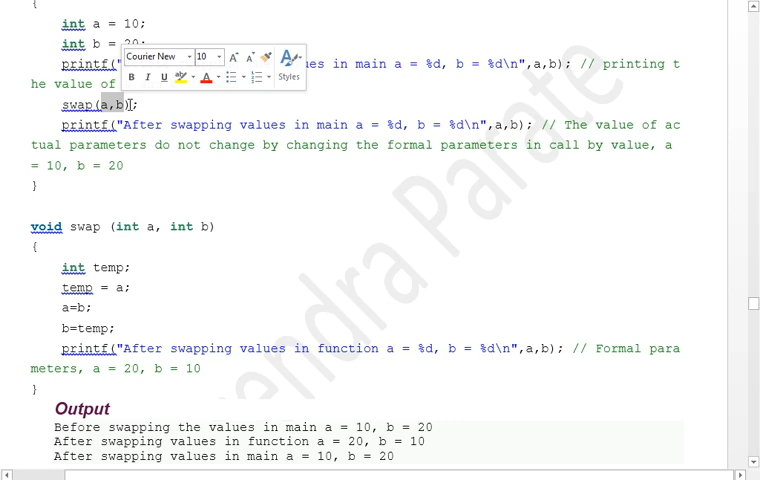 {
int a = 10;
int b = 20;
Courier New 10
printf(" ues in main a = %d, b = %d\n",a,b); // printing t
he value of
B I U Styles
swap(a,b);
printf("After swapping values in main a = %d, b = %d\n",a,b); // The value of ac
tual parameters do not change by changing the formal parameters in call by value, a
= 10, b = 20
}
void swap (int a, int b)
{
int temp;
temp = a;
a=b;
b=temp;
printf("After swapping values in function a = %d, b = %d\n",a,b); // Formal para
meters, a = 20, b = 10
}
Output
Before swapping the values in main a = 10, b = 20
After swapping values in function a = 20, b = 10
After swapping values in main a = 10, b = 20
endra Parate